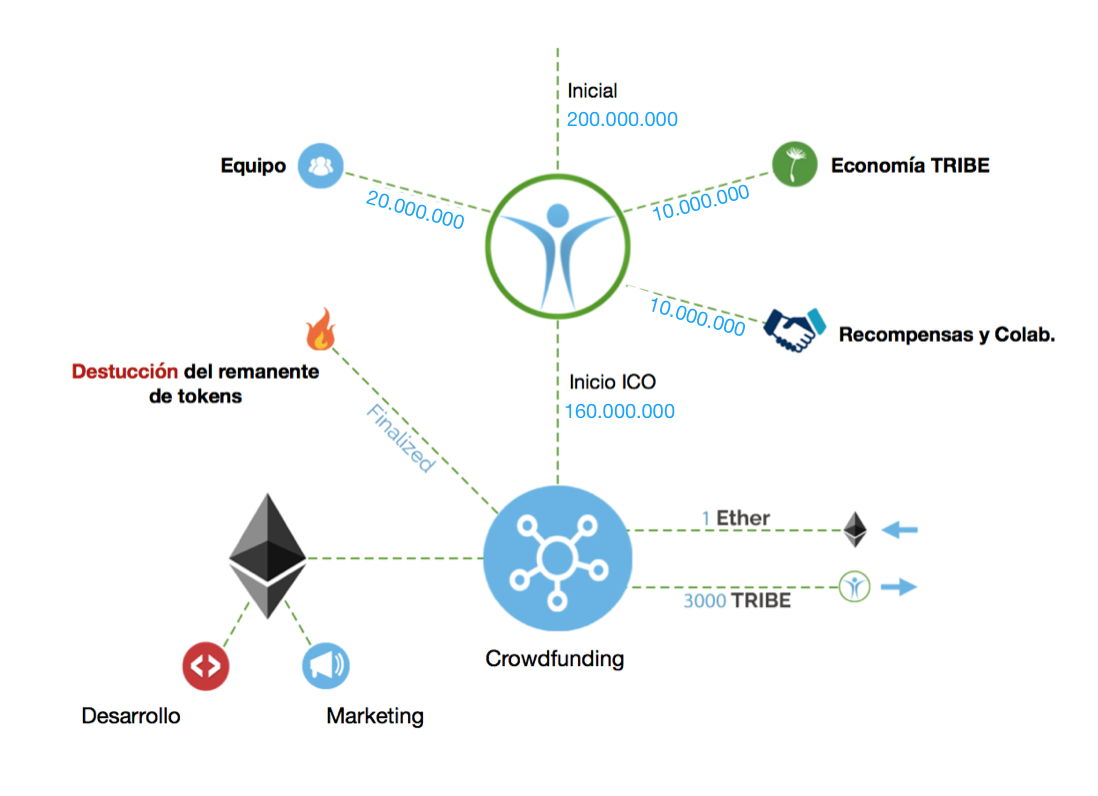 Inicial
200.000.000
Equipo
Economía TRIBE
20.000.000
10.000.000
10.000.000
Recompensas y Colab.
Destucción del remanente
de tokens
Inicio ICO
160.000.000
Finalized
1 Ether
3000 TRIBE
Crowdfunding
Desarrollo
Marketing